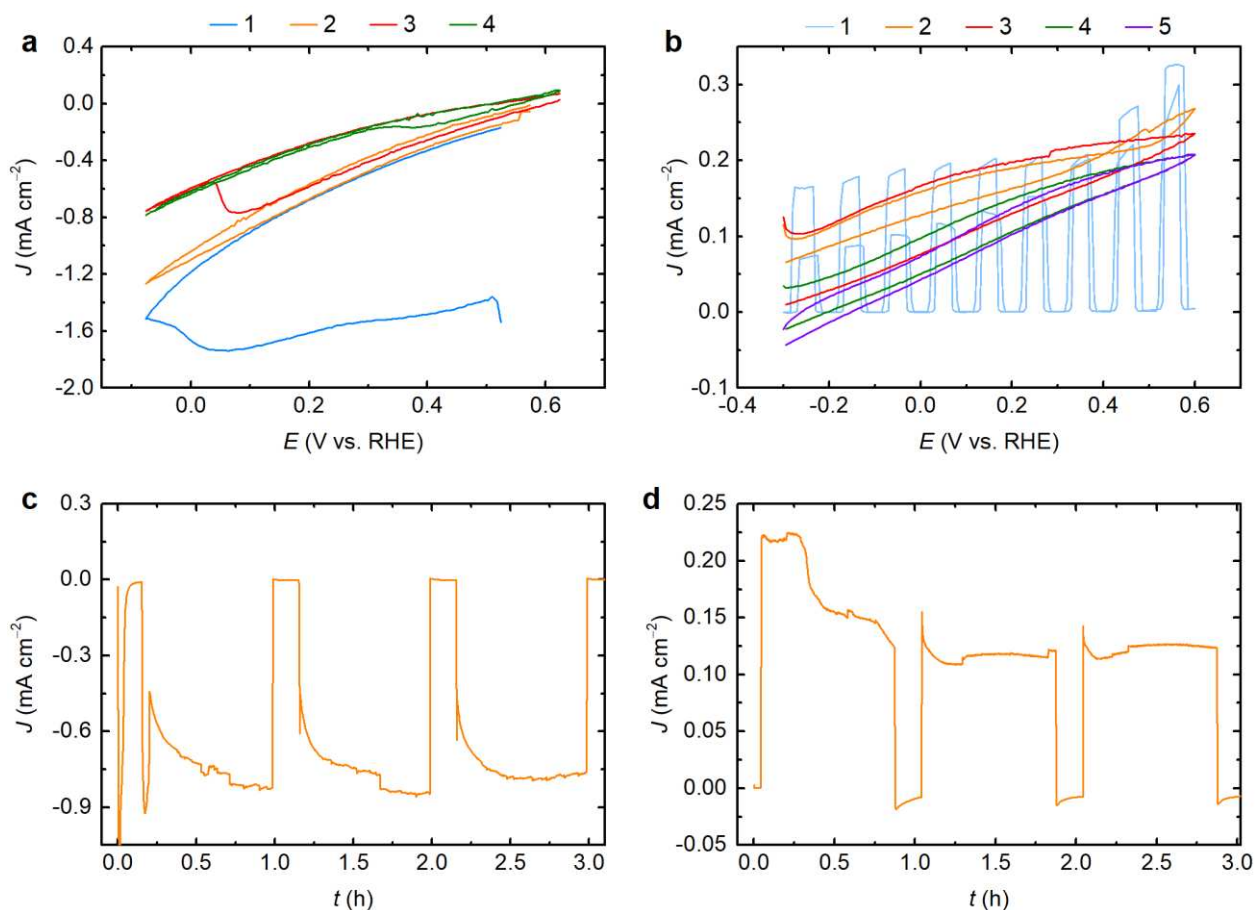 a
1 2 3 4
0.4
0.0
-0.4
-0.8
-1.2
-1.6
-2.0
J (mA cm−2)
0.0 0.2 0.4 0.6
E (V vs. RHE)
b
1 2 3 4 5
0.3
0.2
0.1
0.0
-0.1
J (mA cm−2)
-0.4 -0.2 0.0 0.2 0.4 0.6
E (V vs. RHE)
c
0.3
0.0
-0.3
-0.6
-0.9
J (mA cm−2)
0.0 0.5 1.0 1.5 2.0 2.5 3.0
t (h)
d
0.25
0.20
0.15
0.10
0.05
0.00
-0.05
J (mA cm−2)
0.0 0.5 1.0 1.5 2.0 2.5 3.0
t (h)